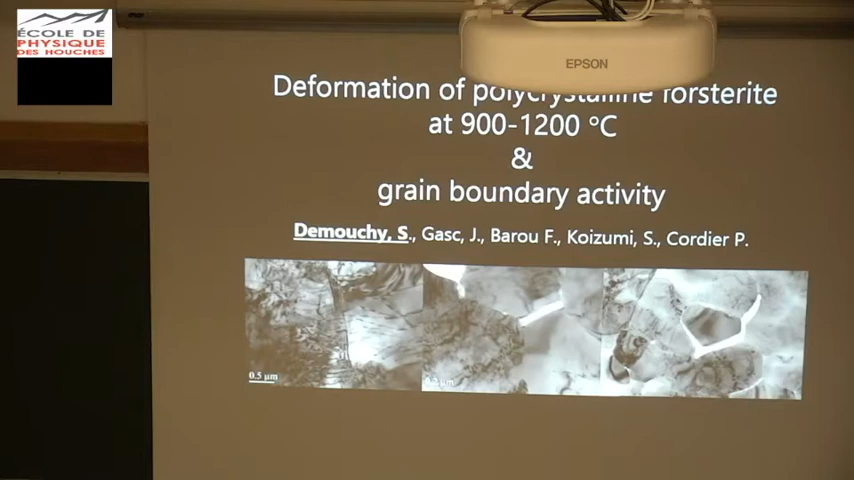 ÉCOLE DE
PHYSIQUE
DES HOUCHES
EPSON
Deformation of polycrystalline forsterite
at 900-1200 °C
&
grain boundary activity
Demouchy, S., Gasc, J., Barou F., Koizumi, S., Cordier P.
0.5 µm